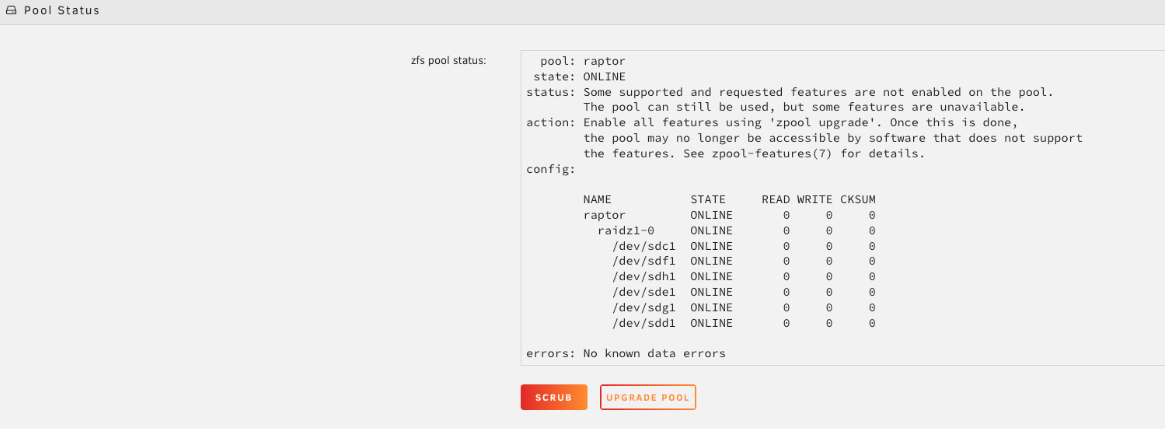 Pool Status
zfs pool status:
pool: raptor
state: ONLINE
status: Some supported and requested features are not enabled on the pool.
The pool can still be used, but some features are unavailable.
action: Enable all features using 'zpool upgrade'. Once this is done,
the pool may no longer be accessible by software that does not support
the features. See zpool-features(7) for details.
config:
NAME STATE READ WRITE CKSUM
raptor ONLINE 0 0 0
raidz1-0 ONLINE 0 0 0
/dev/sdc1 ONLINE 0 0 0
/dev/sdf1 ONLINE 0 0 0
/dev/sdh1 ONLINE 0 0 0
/dev/sde1 ONLINE 0 0 0
/dev/sdg1 ONLINE 0 0 0
/dev/sdd1 ONLINE 0 0 0
errors: No known data errors
SCRUB UPGRADE POOL